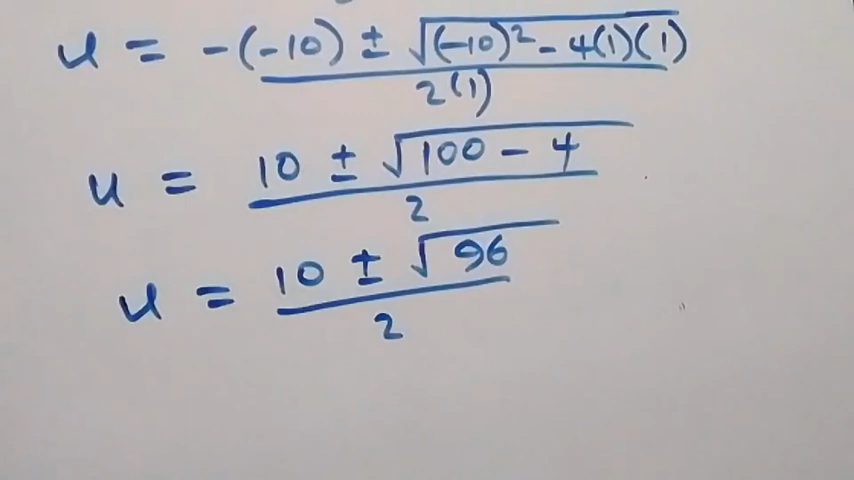 u = -(-10) ± √(-10)² - 4(1)(1)
2(1)
u = 10 ± √100 - 4
2
u = 10 ± √96
2